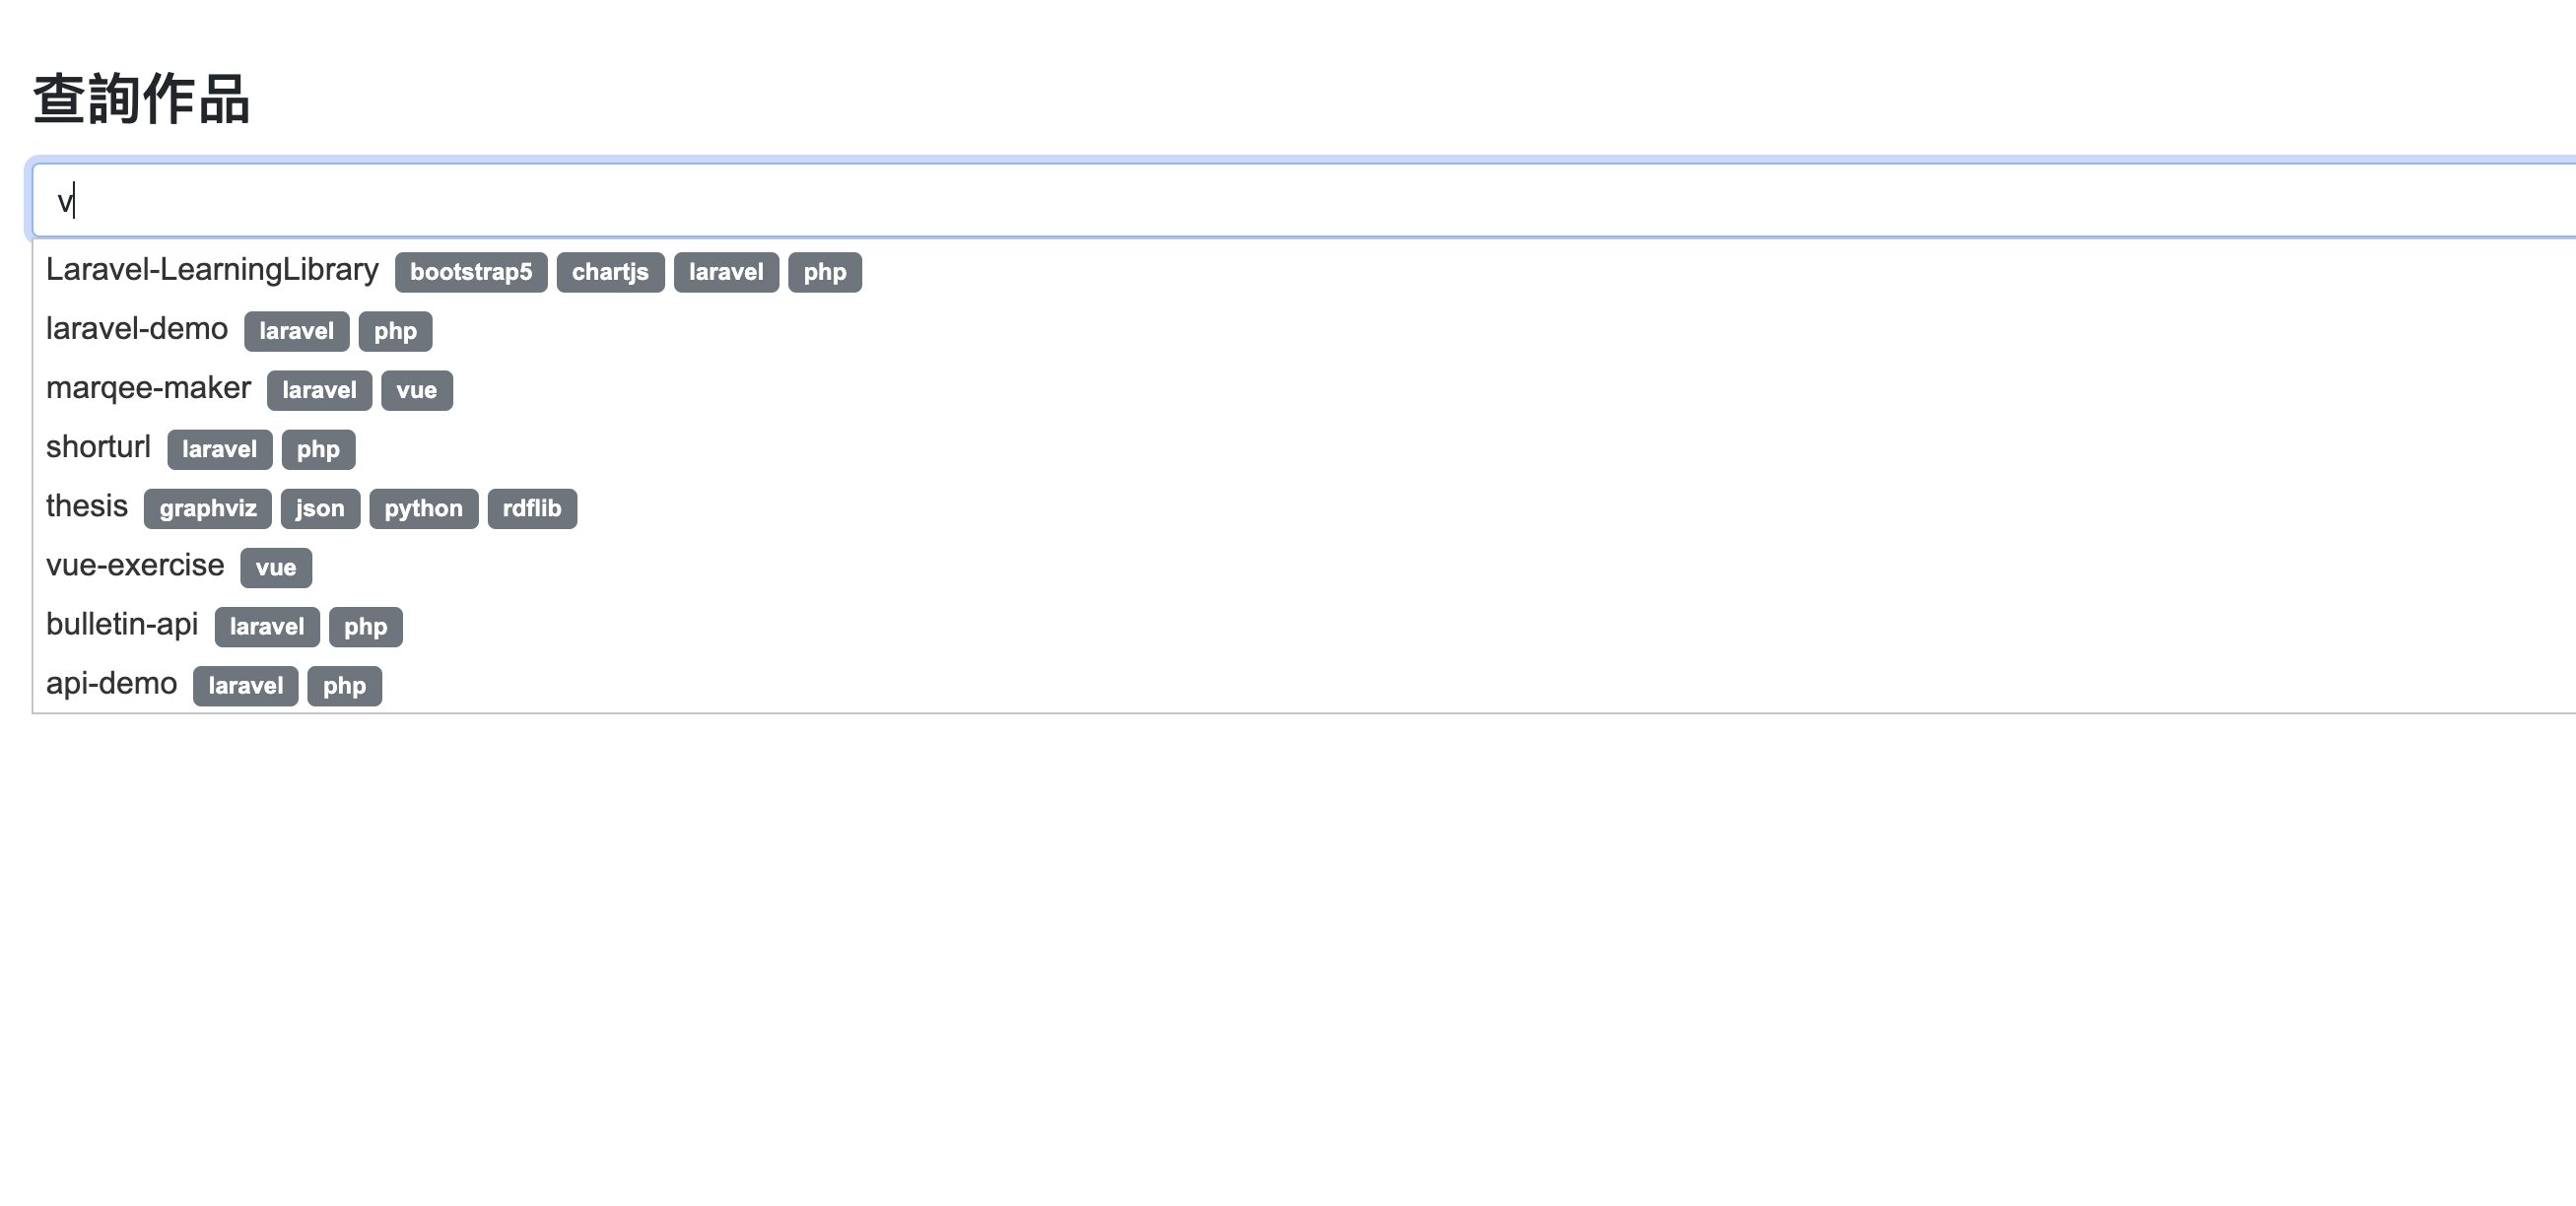 查詢作品
v
Laravel-LearningLibrary bootstrap5 chartjs laravel php
laravel-demo laravel php
marqee-maker laravel vue
shorturl laravel php
thesis graphviz json python rdflib
vue-exercise vue
bulletin-api laravel php
api-demo laravel php